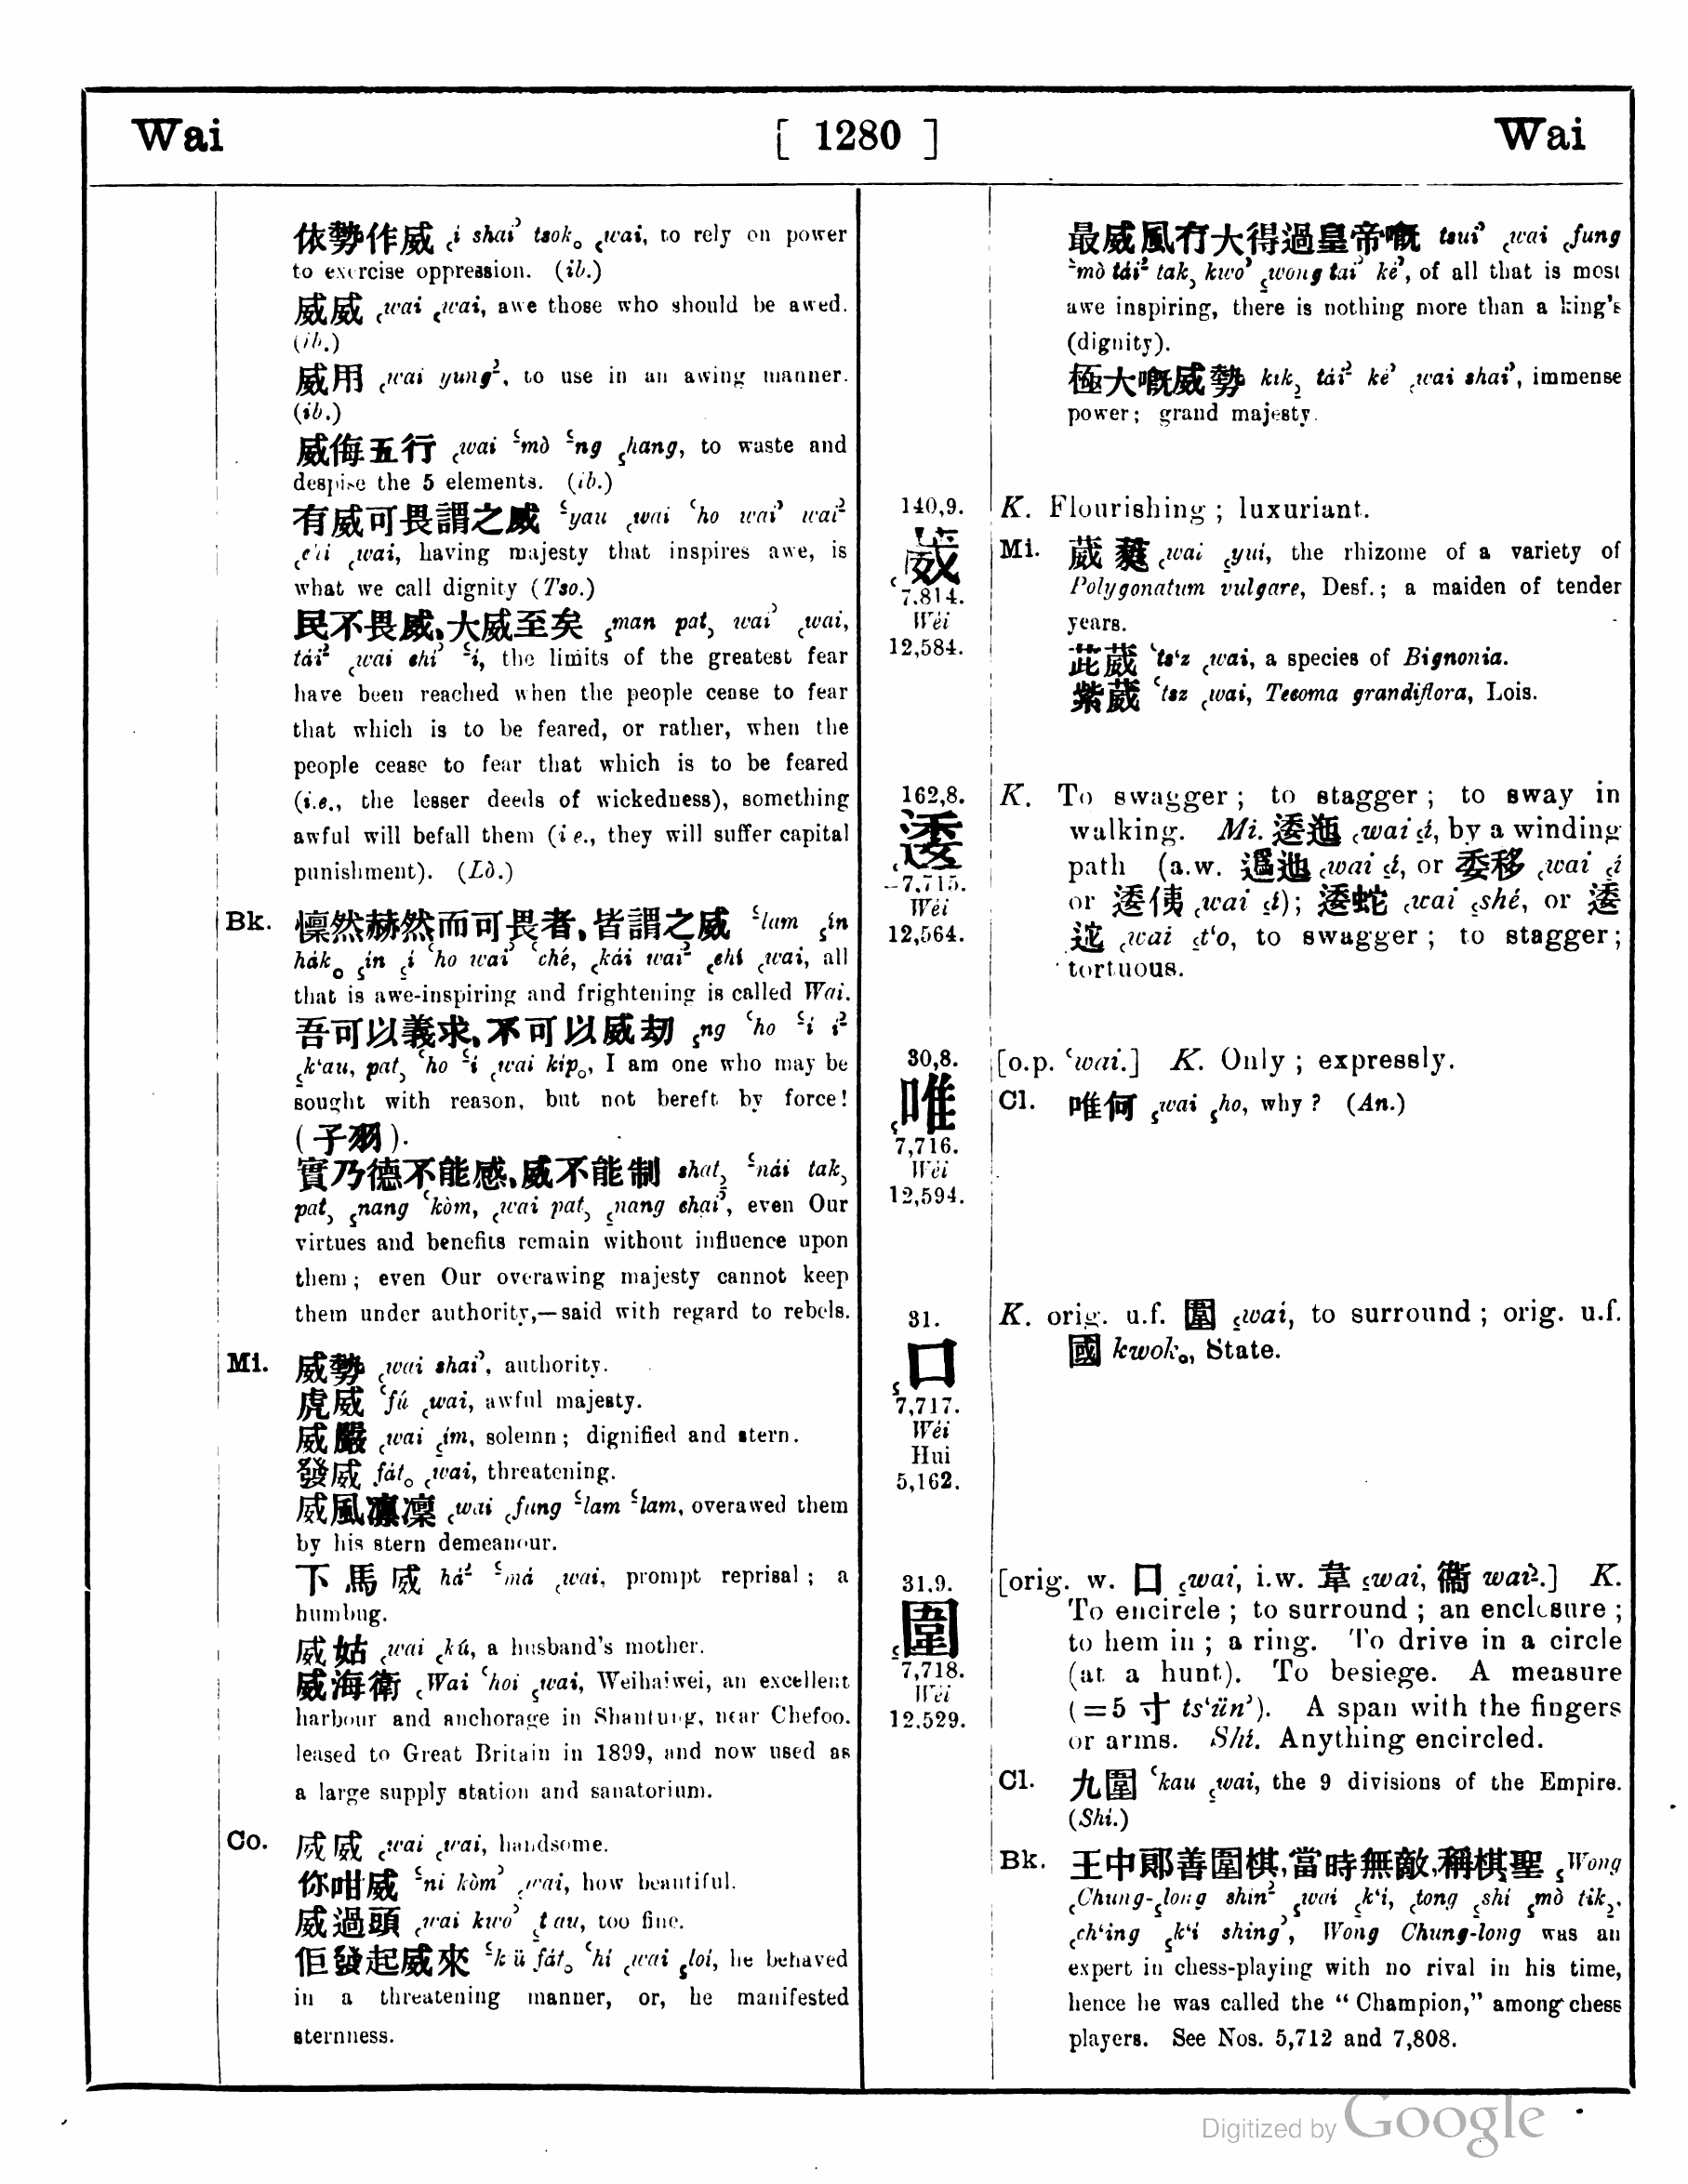 Wai [ 1280 ] Wai
依勢作威 ˛i shai’ tsok˳ ˛wai, to rely on power
to exercise oppression. (ib.)
威威 ˛wai ˛wai, awe those who should be awed.
(ib.)
威用 ˛wai yung², to use in an awing manner.
(ib.)
威侮五行 ˛wai ‘mò ‘ng ˛hang, to waste and
despise the 5 elements. (ib.)
有威可畏謂之威 ‘yau ˛wai ‘ho wai’ wai²
˛chi ˛wai, having majesty that inspires awe, is
what we call dignity (Tso.)
民不畏威、大威至矣 ˛man pat, wai’ ˛wai,
tái² ˛wai chí’ ‘í, the limits of the greatest fear
have been reached when the people cease to fear
that which is to be feared, or rather, when the
people cease to fear that which is to be feared
(i.e., the lesser deeds of wickedness), something
awful will befall them (i e., they will suffer capital
punishment). (Lò.)
Bk. 懍然赫然而可畏者、皆謂之威 ‘lam ˛ín
hák˳ ˛ín ˛í ‘ho wai’ ‘ché, ˛kái wai² ˛chí ˛wai, all
that is awe-inspiring and frightening is called Wai.
吾可以義求、不可以威刧 ˛ng ‘ho ‘í í²
˛k‘au, pat, ‘ho ‘í ˛wai kíp˳, I am one who may be
sought with reason, but not bereft by force!
(子羽).
實乃德不能感、威不能制 shat, ‘nái tak,
pat, ˛nang ‘kòm, ˛wai pat, ˛nang chai’, even Our
virtues and benefits remain without influence upon
them; even Our overawing majesty cannot keep
them under authority,—said with regard to rebels.
Mi. 威勢 ˛wai shai’, authority.
虎威 ‘fú ˛wai, awful majesty.
威嚴 ˛wai ˛ím, solemn; dignified and stern.
發威 fát˳ ˛wai, threatening.
威風凛凜 ˛wai ˛fung ‘lam ‘lam, overawed them
by his stern demeanour.
下馬威 há² ‘má ˛wai, prompt reprisal; a
humbug.
威姑 ˛wai ˛kú, a husband's mother.
威海衛 ˛Wai ‘hoi ˛wai, Weihaiwei, an excellent
harbour and anchorage in Shantung, near Chefoo.
leased to Great Britain in 1899, and now used as
a large supply station and sanatorium.
Co. 威威 ˛wai ˛wai, handsome.
你咁威 ‘ni kòm’ ˛wai, how beautiful.
威過頭 ˛wai kwo’ ˛t au, too fine.
佢發起威來 ‘k ü fát˳ ‘hí ˛wai ˛loi, he behaved
in a threatening manner, or, he manifested
sternness.
最威風冇大得過皇帝嘅 tsui’ ˛wai ˛fung
‘mò tái² tak, kwo’ ˛wong tai’ ké’, of all that is most
awe inspiring, there is nothing more than a king's
(dignity).
極大嘅威勢 kik, tái² ké’ ˛wai shai’, immense
power; grand majesty.
140,9.
葳
7,814.
Wéi
12,584.
K. Flourishing; luxuriant.
Mi. 葳蕤 ˛wai ˛yui, the rhizome of a variety of
Polygonatum vulgare, Desf.; a maiden of tender
years.
茈葳 ‘ts‘z ˛wai, a species of Bignonia.
紫葳 ‘tsz ˛wai, Tecoma grandiflora, Lois.
162,8.
逶
7,715.
Wéi
12,564.
K. To swagger; to stagger; to sway in
walking. Mi. 逶迤 ˛wai ˛í, by a winding
path (a.w. 䔺迆 ˛wai ˛í, or 委移 ˛wai ˛í
or 逶侇 ˛wai ˛í); 逶蛇 ˛wai ˛shé, or 逶
迱 ˛wai ˛t‘o, to swagger; to stagger;
tortuous.
30,8.
唯
7,716.
Wéi
12,594.
[o.p. ‘wai.] K. Only; expressly.
Cl. 唯何 ˛wai ˛ho, why? (An.)
31.
囗
7,717.
Wéi
Hui
5,162.
K. orig. u.f. 圍 ˛wai, to surround; orig. u.f.
國 kwok˳, State.
31,9.
圍
7,718.
Wéi
12,529.
[orig. w. 囗 ˛wai, i.w. 韋 ˛wai, 衞 wai².] K.
To encircle; to surround; an enclosure;
to hem in; a ring. To drive in a circle
(at a hunt). To besiege. A measure
(=5 寸 ts‘ün’). A span with the fingers
or arms. Shí. Anything encircled.
Cl. 九圍 ‘kau ˛wai, the 9 divisions of the Empire.
(Shí.)
Bk. 王中郞善圍棋,當時無敵,稱棋聖 ˛Wong
˛Chung-˛long shin² ˛wai ˛k‘i, ˛tong ˛shí ˛mò tik,,
˛ch‘ing ˛k‘i shing’, Wong Chung-long was an
expert in chess-playing with no rival in his time,
hence he was called the “Champion,” among chess
players. See Nos. 5,712 and 7,808.
Digitized by Google